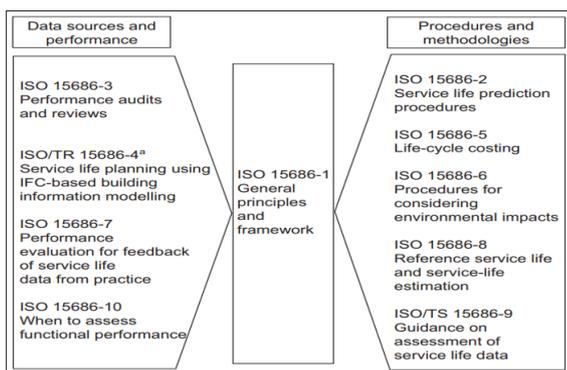 Data sources and
performance
ISO 15686-3
Performance audits
and reviews
ISO/TR 15686-4ª
Service life planning using
IFC-based building
information modelling
ISO 15686-7
Performance
evaluation for feedback
of service life
data from practice
ISO 15686-10
When to assess
functional performance
ISO 15686-1
General
principles
and
framework
Procedures and
methodologies
ISO 15686-2
Service life prediction
procedures
ISO 15686-5
Life-cycle costing
ISO 15686-6
Procedures for
considering
environmental impacts
ISO 15686-8
Reference service life
and service-life
estimation
ISO/TS 15686-9
Guidance on
assessment of
service life data